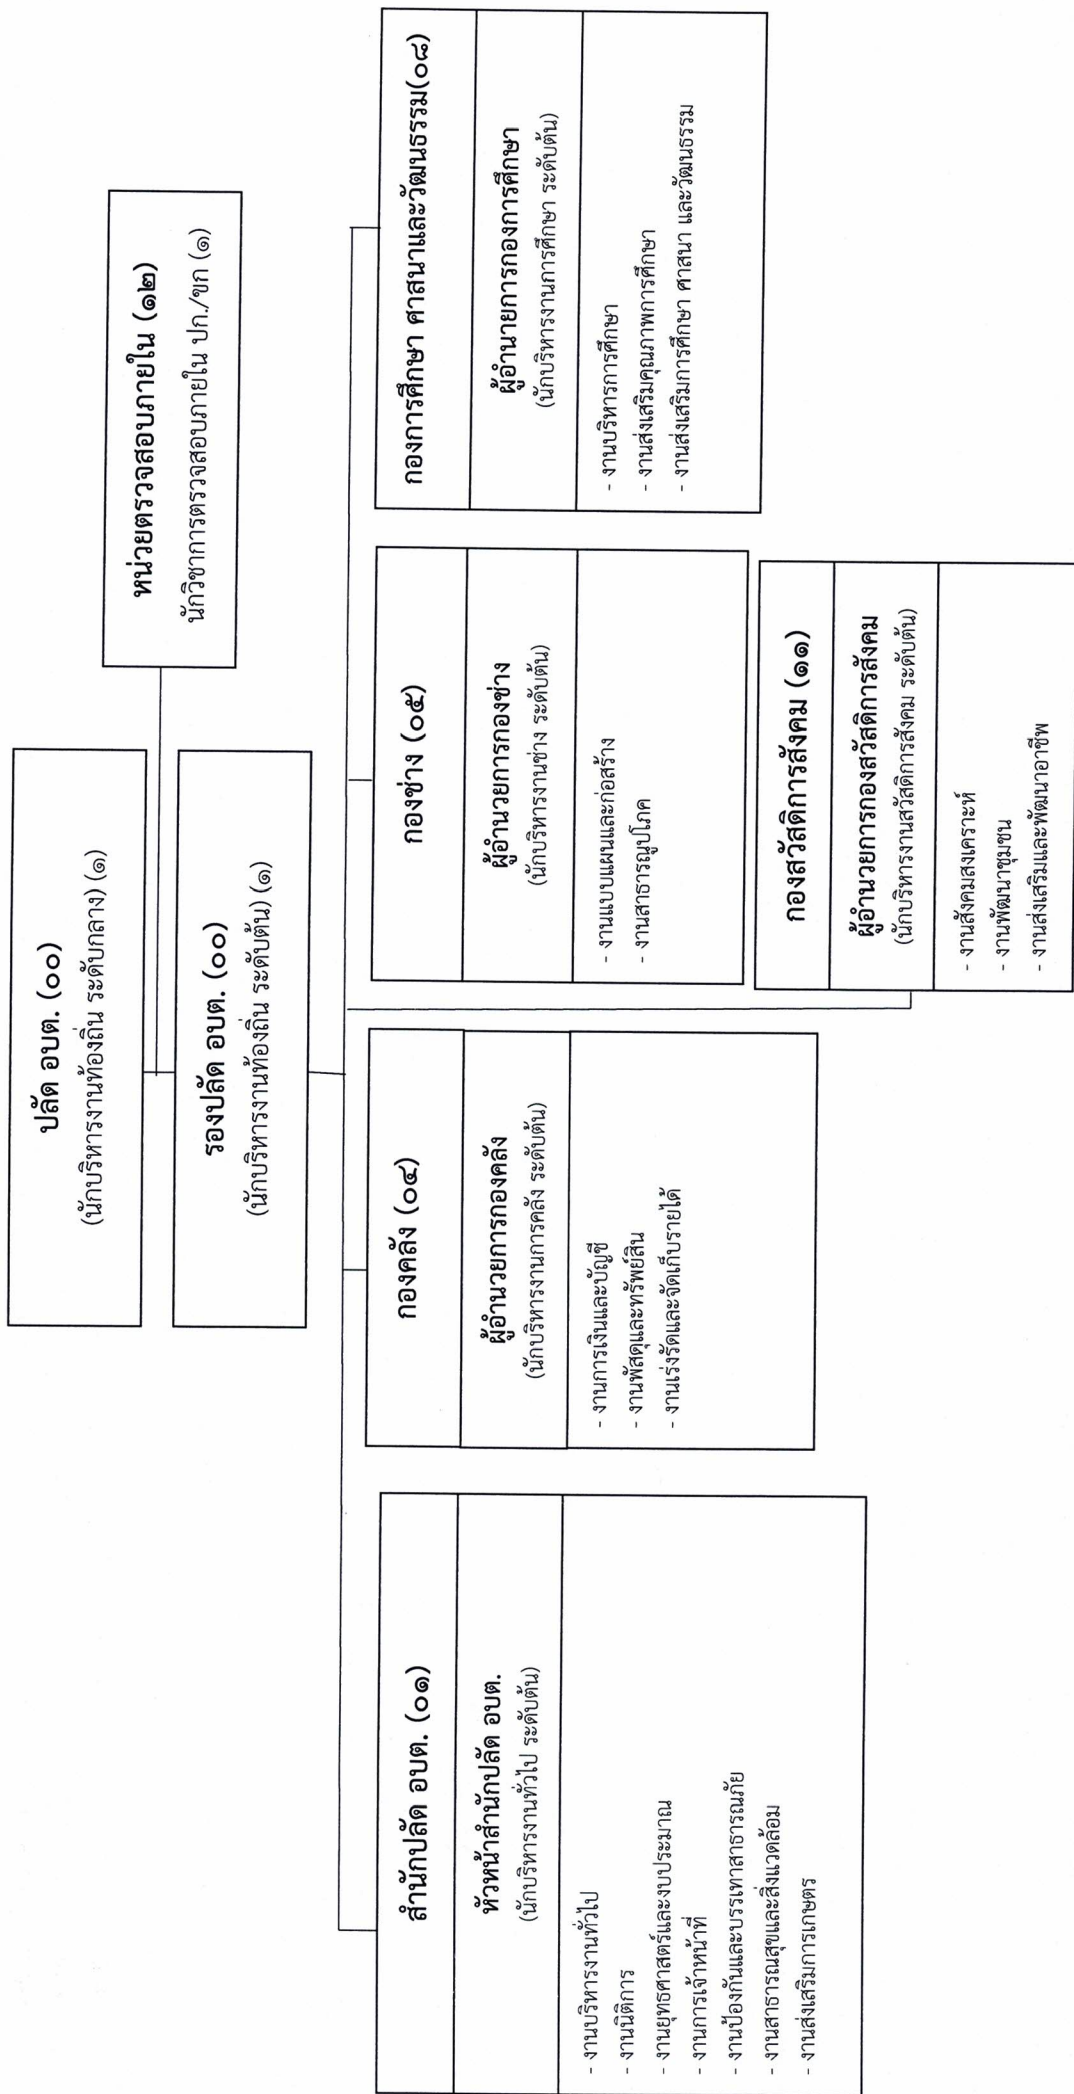 ปลัด อบต. (๐๐)
(นักบริหารงานท้องถิ่น ระดับกลาง) (๑)
หน่วยตรวจสอบภายใน (๑๒)
นักวิชาการตรวจสอบภายใน ปก./ชก (๑)
รองปลัด อบต. (๐๐)
(นักบริหารงานท้องถิ่น ระดับต้น) (๑)
สำนักปลัด อบต. (๐๑)
หัวหน้าสำนักปลัด อบต.
(นักบริหารงานทั่วไป ระดับต้น)
- งานบริหารงานทั่วไป
- งานนิติการ
- งานยุทธศาสตร์และงบประมาณ
- งานการเจ้าหน้าที่
- งานป้องกันและบรรเทาสาธารณภัย
- งานสาธารณสุขและสิ่งแวดล้อม
- งานส่งเสริมการเกษตร
กองคลัง (๐๔)
ผู้อำนวยการกองคลัง
(นักบริหารงานการคลัง ระดับต้น)
- งานการเงินและบัญชี
- งานพัสดุและทรัพย์สิน
- งานเร่งรัดและจัดเก็บรายได้
กองช่าง (๐๕)
ผู้อำนวยการกองช่าง
(นักบริหารงานช่าง ระดับต้น)
- งานแบบแผนและก่อสร้าง
- งานสาธารณูปโภค
กองการศึกษา ศาสนาและวัฒนธรรม(๐๘)
ผู้อำนายการกองการศึกษา
(นักบริหารงานการศึกษา ระดับต้น)
- งานบริหารการศึกษา
- งานส่งเสริมคุณภาพการศึกษา
- งานส่งเสริมการศึกษา ศาสนา และวัฒนธรรม
กองสวัสดิการสังคม (๑๑)
ผู้อำนวยการกองสวัสดิการสังคม
(นักบริหารงานสวัสดิการสังคม ระดับต้น)
- งานสังคมสงเคราะห์
- งานพัฒนาชุมชน
- งานส่งเสริมและพัฒนาอาชีพ